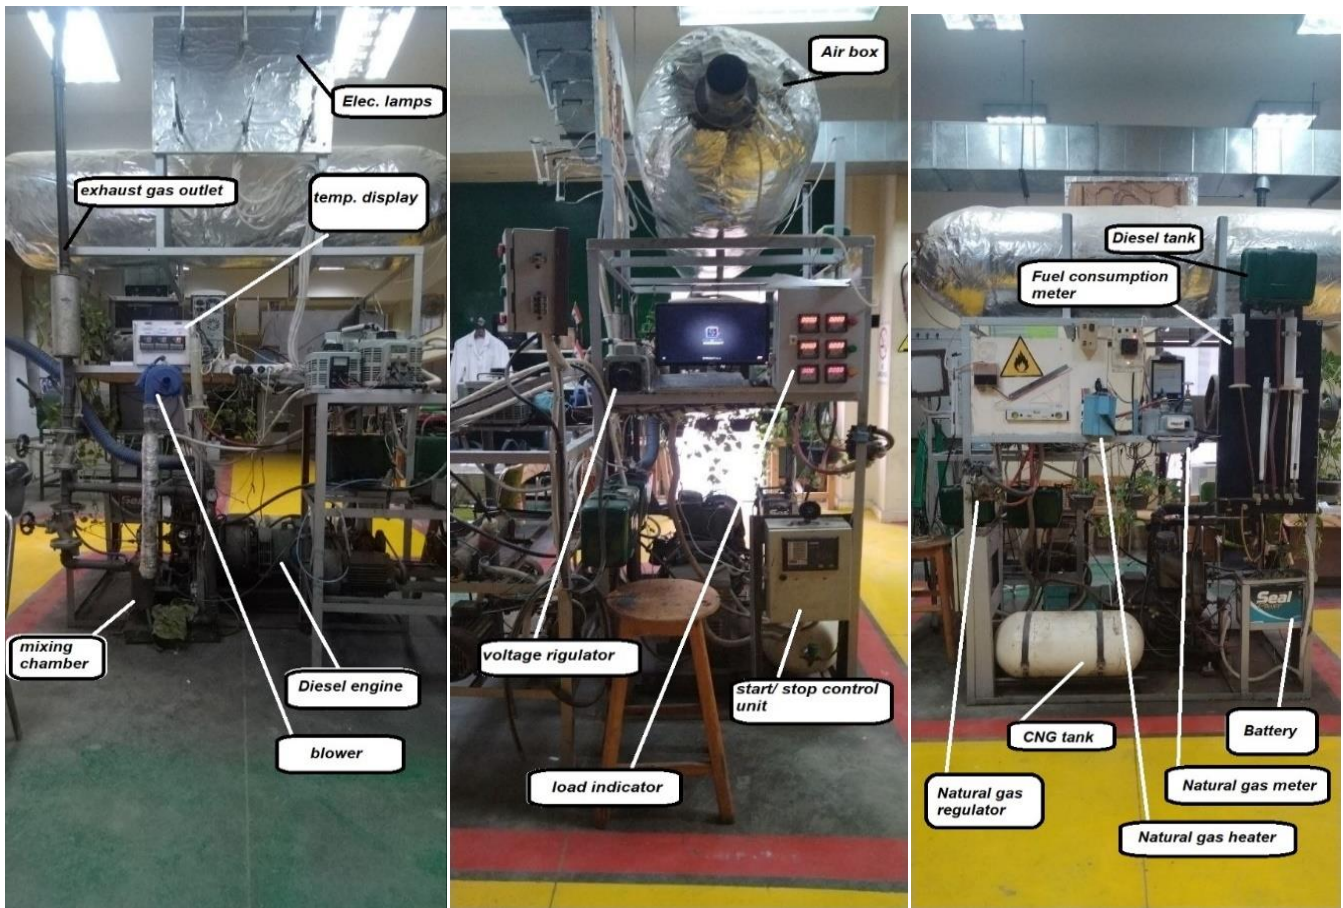 Elec. lamps
exhaust gas outlet
temp. display
mixing
chamber
Diesel engine
blower
Seal
Air box
voltage rigulator
start/ stop control
unit
load indicator
Diesel tank
Fuel consumption
meter
Seal
CNG tank
Battery
Natural gas
regulator
Natural gas meter
Natural gas heater